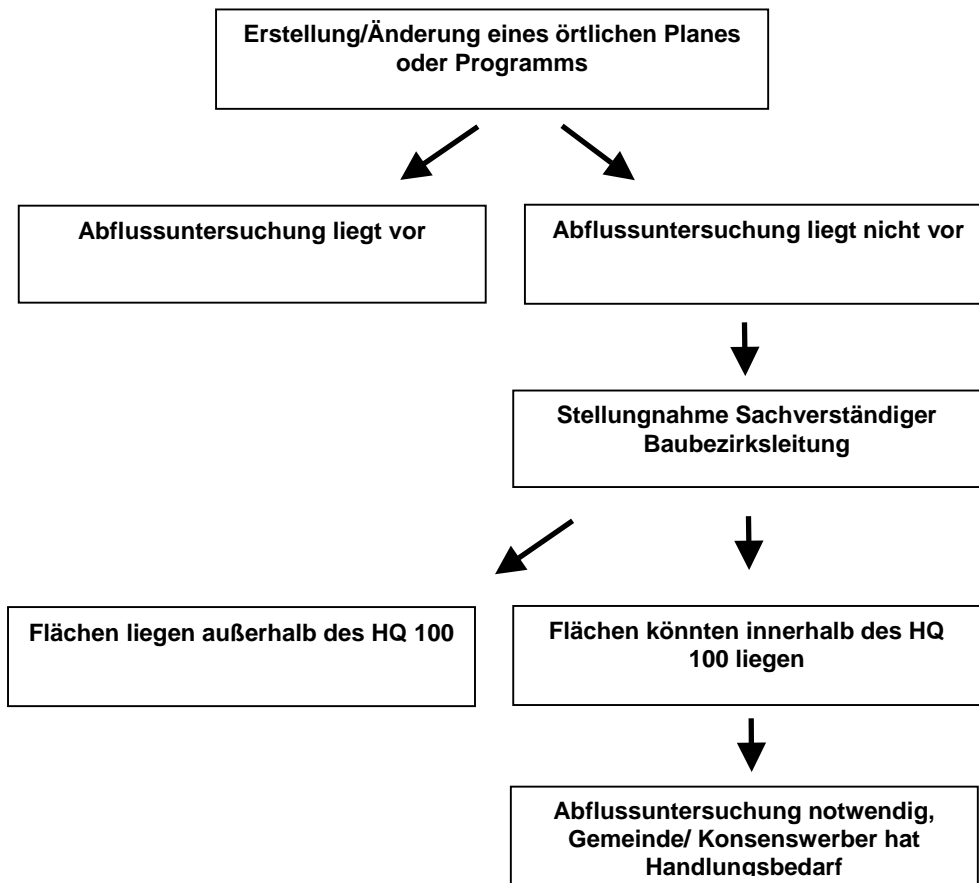 Erstellung/Änderung eines örtlichen Planes
oder Programms
Abflussuntersuchung liegt vor
Abflussuntersuchung liegt nicht vor
Stellungnahme Sachverständiger
Baubezirksleitung
Flächen liegen außerhalb des HQ 100
Flächen könnten innerhalb des HQ
100 liegen
Abflussuntersuchung notwendig,
Gemeinde/ Konsenswerber hat
Handlungsbedarf